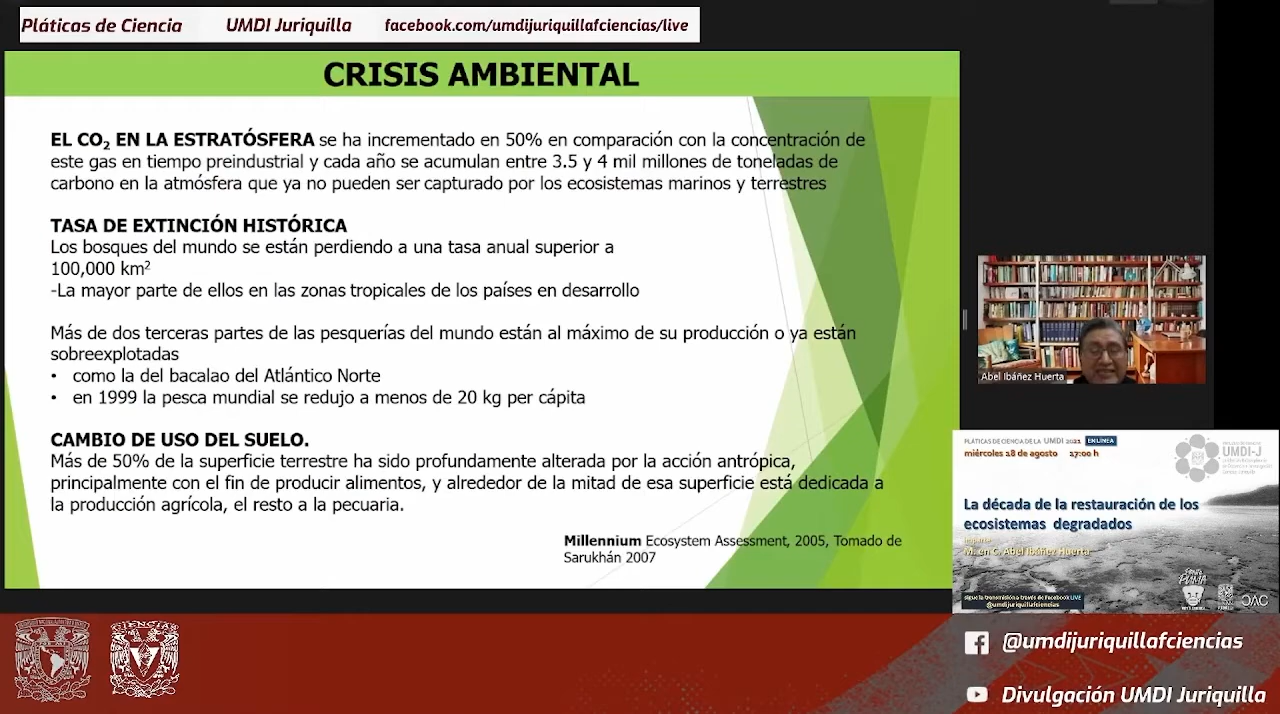 Pláticas de Ciencia UMDI Juriquilla facebook.com/umdijuriquillafciencias/live
CRISIS AMBIENTAL
EL CO₂ EN LA ESTRATÓSFERA se ha incrementado en 50% en comparación con la concentración de
este gas en tiempo preindustrial y cada año se acumulan entre 3.5 y 4 mil millones de toneladas de
carbono en la atmósfera que ya no pueden ser capturado por los ecosistemas marinos y terrestres
TASA DE EXTINCIÓN HISTÓRICA
Los bosques del mundo se están perdiendo a una tasa anual superior a
100,000 km²
-La mayor parte de ellos en las zonas tropicales de los países en desarrollo
Más de dos terceras partes de las pesquerías del mundo están al máximo de su producción o ya están
sobreexplotadas
• como la del bacalao del Atlántico Norte
• en 1999 la pesca mundial se redujo a menos de 20 kg per cápita
CAMBIO DE USO DEL SUELO.
Más de 50% de la superficie terrestre ha sido profundamente alterada por la acción antrópica,
principalmente con el fin de producir alimentos, y alrededor de la mitad de esa superficie está dedicada a
la producción agrícola, el resto a la pecuaria.
Millennium Ecosystem Assessment, 2005, Tomado de
Sarukhán 2007
Abel Ibáñez Huerta
PLÁTICAS DE CIENCIA DE LA UMDI 2021 EN LÍNEA
miércoles 18 de agosto 17:00 h
UMDI-J
La década de la restauración de los
ecosistemas degradados
Imparte
M. en C. Abel Ibáñez Huerta
sigue la transmisión a través de Facebook LIVE
@umdijuriquillafciencias
CIENCIAS
@umdijuriquillafciencias
Divulgación UMDI Juriquilla